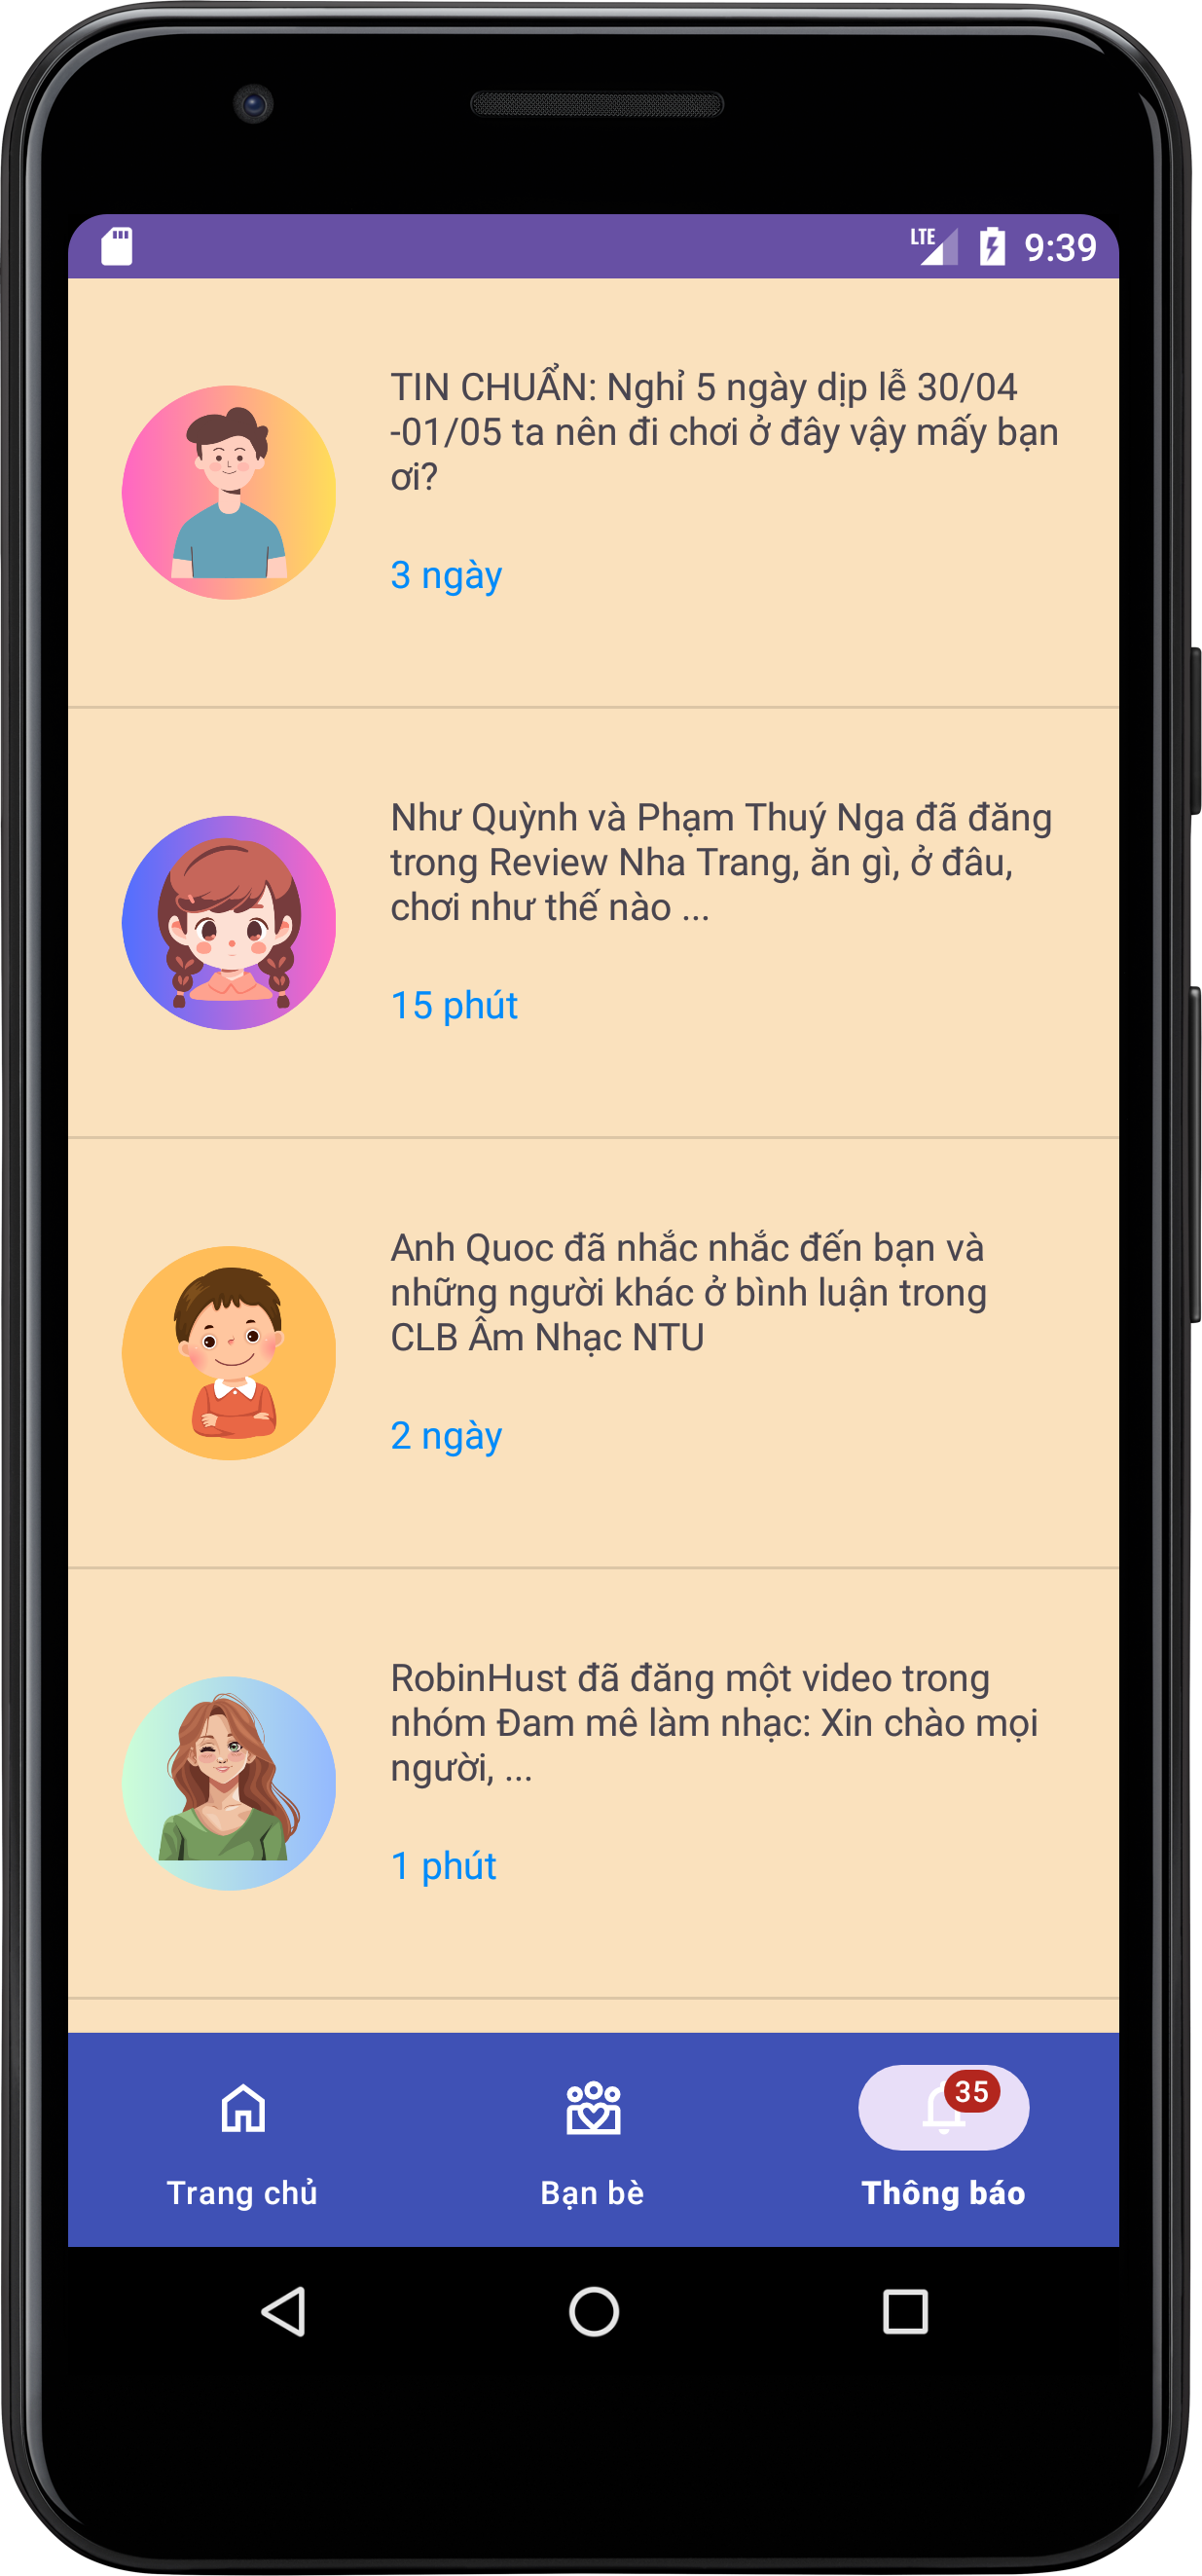 LTE 9:39
TIN CHUẨN: Nghỉ 5 ngày dịp lễ 30/04
-01/05 ta nên đi chơi ở đây vậy mấy bạn
ơi?
3 ngày
Như Quỳnh và Phạm Thuý Nga đã đăng
trong Review Nha Trang, ăn gì, ở đâu,
chơi như thế nào ...
15 phút
Anh Quoc đã nhắc nhắc đến bạn và
những người khác ở bình luận trong
CLB Âm Nhạc NTU
2 ngày
RobinHust đã đăng một video trong
nhóm Đam mê làm nhạc: Xin chào mọi
người, ...
1 phút
35
Trang chủ Bạn bè Thông báo